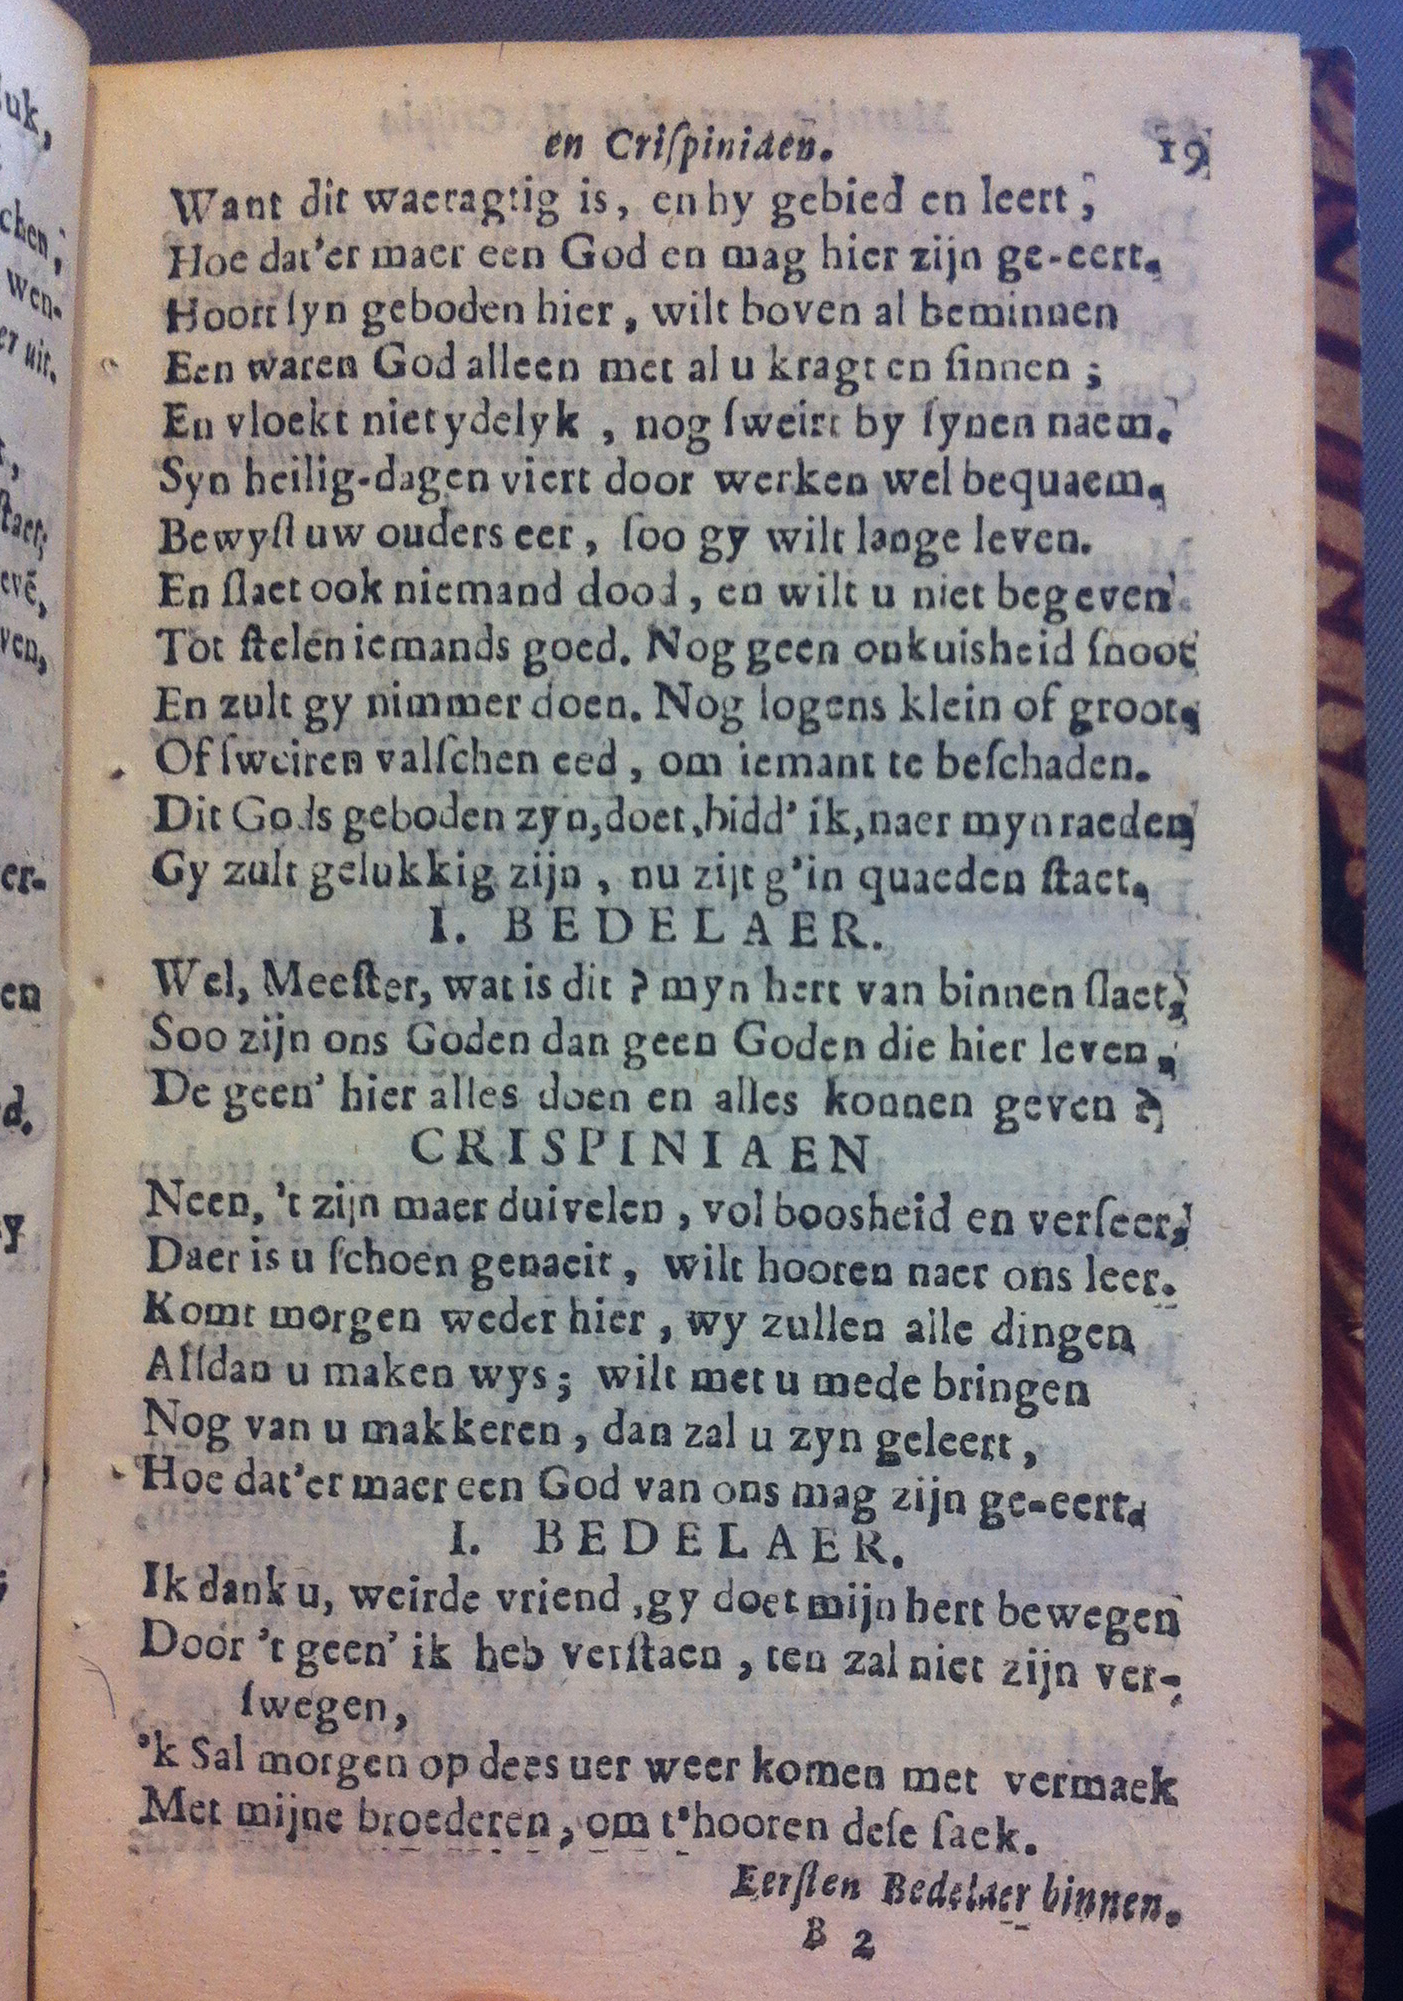 en Criſpiniaen. 19
Want dit waeragtig is, en hy gebied en leert,
Hoe dat'er maer een God en mag hier zijn ge-eert.
Hoort ſyn geboden hier, wilt boven al beminnen
Een waren God alleen met al u kragt en ſinnen;
En vloekt niet ydelyk, nog ſweirt by ſynen naem.
Syn heilig-dagen viert door werken wel bequaem.
Bewyſt uw ouders eer, ſoo gy wilt lange leven.
En ſlaet ook niemand dood, en wilt u niet begeven
Tot ſtelen iemands goed. Nog geen onkuisheid ſnoot
En zult gy nimmer doen. Nog logens klein of groot,
Of ſweiren valſchen eed, om iemant te beſchaden.
Dit Gods geboden zyn, doet, bidd' ik, naer myn raeden
Gy zult gelukkig zijn, nu zijt g'in quaeden ſtaet.
I. BEDELAER.
Wel, Meeſter, wat is dit? myn hert van binnen ſlaet,
Soo zijn ons Goden dan geen Goden die hier leven,
De geen' hier alles doen en alles konnen geven?
CRISPINIAEN
Neen, 't zijn maer duivelen, vol boosheid en verſeer,
Daer is u ſchoen genaeit, wilt hooren naer ons leer.
Komt morgen weder hier, wy zullen alle dingen
Alſdan u maken wys; wilt met u mede bringen
Nog van u makkeren, dan zal u zyn geleert,
Hoe dat'er maer een God van ons mag zijn ge-eert.
I. BEDELAER.
Ik dank u, weirde vriend, gy doet mijn hert bewegen
Door 't geen' ik heb verſtaen, ten zal niet zijn ver-
ſwegen,
'k Sal morgen op dees uer weer komen met vermaek
Met mijne broederen, om t'hooren deſe ſaek.
Eerſten Bedelaer binnen.
B 2